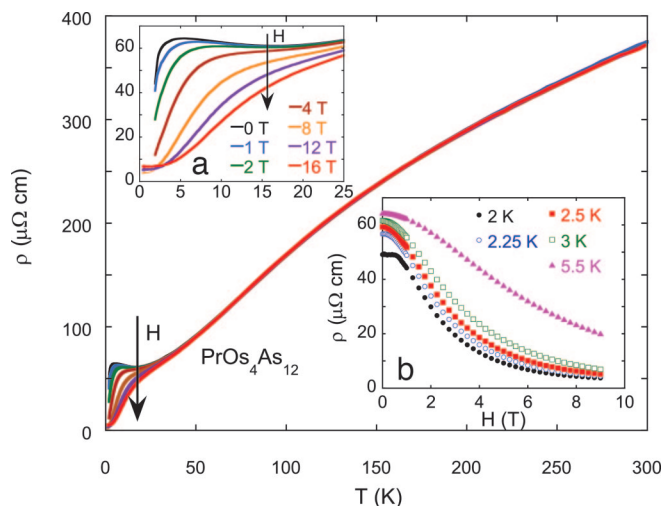 400
300
200
100
0
ρ (μΩ cm)
0
50
100
150
200
250
300
T (K)
H
PrOs4As12
60
40
20
0
0
5
10
15
20
25
H
a
0 T
1 T
2 T
4 T
8 T
12 T
16 T
60
40
20
0
ρ (μΩ cm)
0
2
4
6
8
10
H (T)
b
2 K
2.25 K
2.5 K
3 K
5.5 K